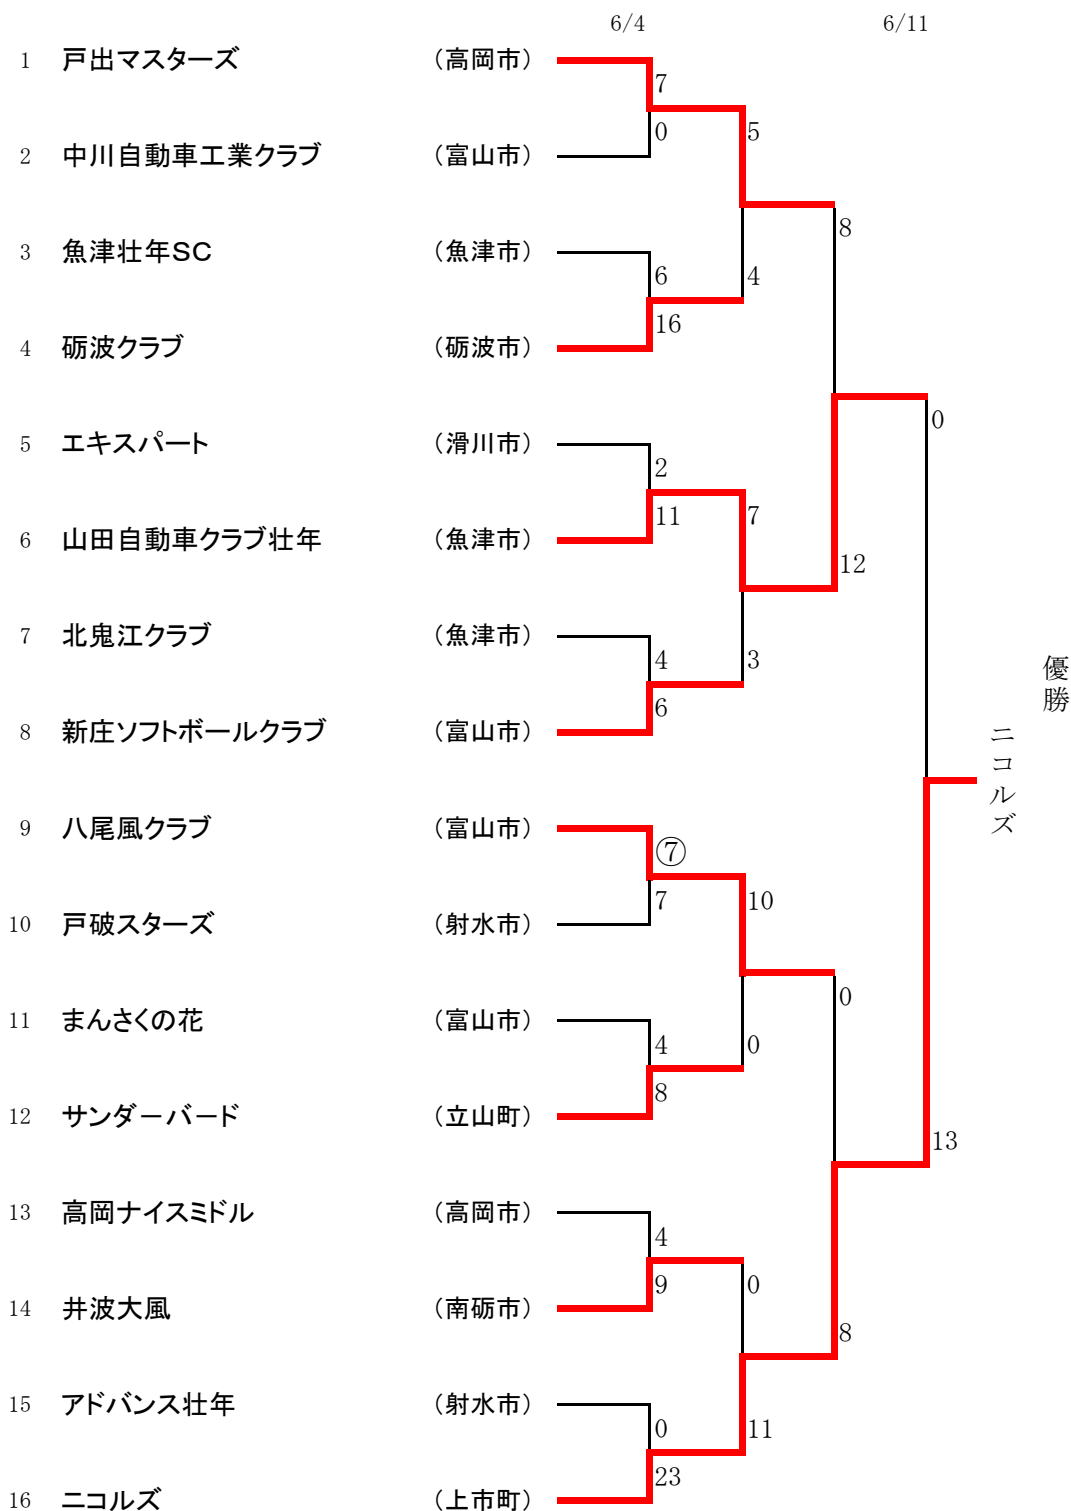 6/4 6/11
1 戸出マスターズ (高岡市)
7
0 5
2 中川自動車工業クラブ (富山市)
8
3 魚津壮年SC (魚津市)
6 4
16
4 砺波クラブ (砺波市)
0
5 エキスパート (滑川市)
2
11 7
6 山田自動車クラブ壮年 (魚津市)
12
7 北鬼江クラブ (魚津市)
4 3
6
8 新庄ソフトボールクラブ (富山市)
優勝
ニコルズ
9 八尾風クラブ (富山市)
⑦
7 10
10 戸破スターズ (射水市)
0
11 まんさくの花 (富山市)
4 0
8
12 サンダーバード (立山町)
13
13 高岡ナイスミドル (高岡市)
4
9 0
14 井波大風 (南砺市)
8
15 アドバンス壮年 (射水市)
0 11
23
16 ニコルズ (上市町)